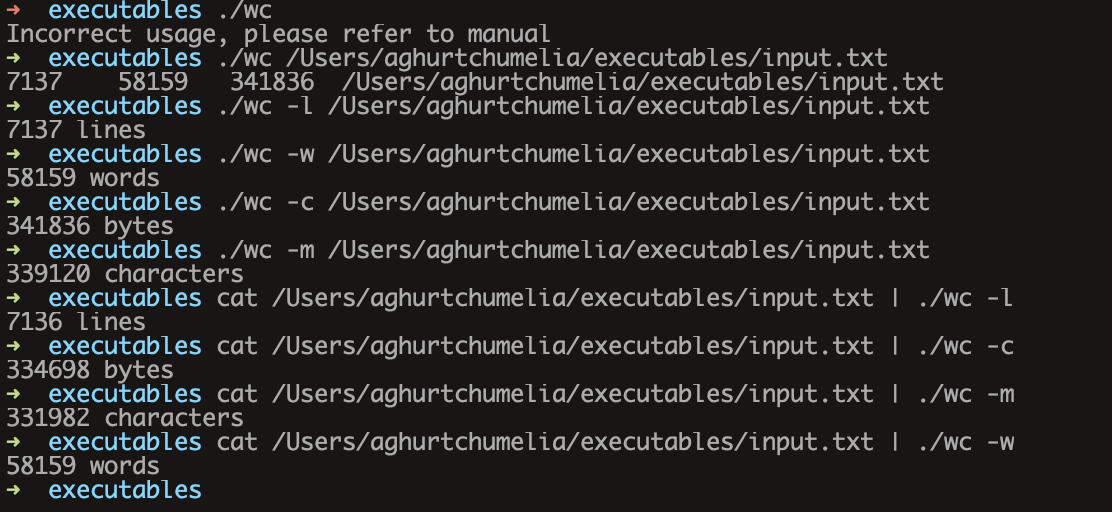 ➜  executables ./wc
Incorrect usage, please refer to manual
➜  executables ./wc /Users/aghurtchumelia/executables/input.txt
7137    58159   341836  /Users/aghurtchumelia/executables/input.txt
➜  executables ./wc -l /Users/aghurtchumelia/executables/input.txt
7137 lines
➜  executables ./wc -w /Users/aghurtchumelia/executables/input.txt
58159 words
➜  executables ./wc -c /Users/aghurtchumelia/executables/input.txt
341836 bytes
➜  executables ./wc -m /Users/aghurtchumelia/executables/input.txt
339120 characters
➜  executables cat /Users/aghurtchumelia/executables/input.txt | ./wc -l
7136 lines
➜  executables cat /Users/aghurtchumelia/executables/input.txt | ./wc -c
334698 bytes
➜  executables cat /Users/aghurtchumelia/executables/input.txt | ./wc -m
331982 characters
➜  executables cat /Users/aghurtchumelia/executables/input.txt | ./wc -w
58159 words
➜  executables